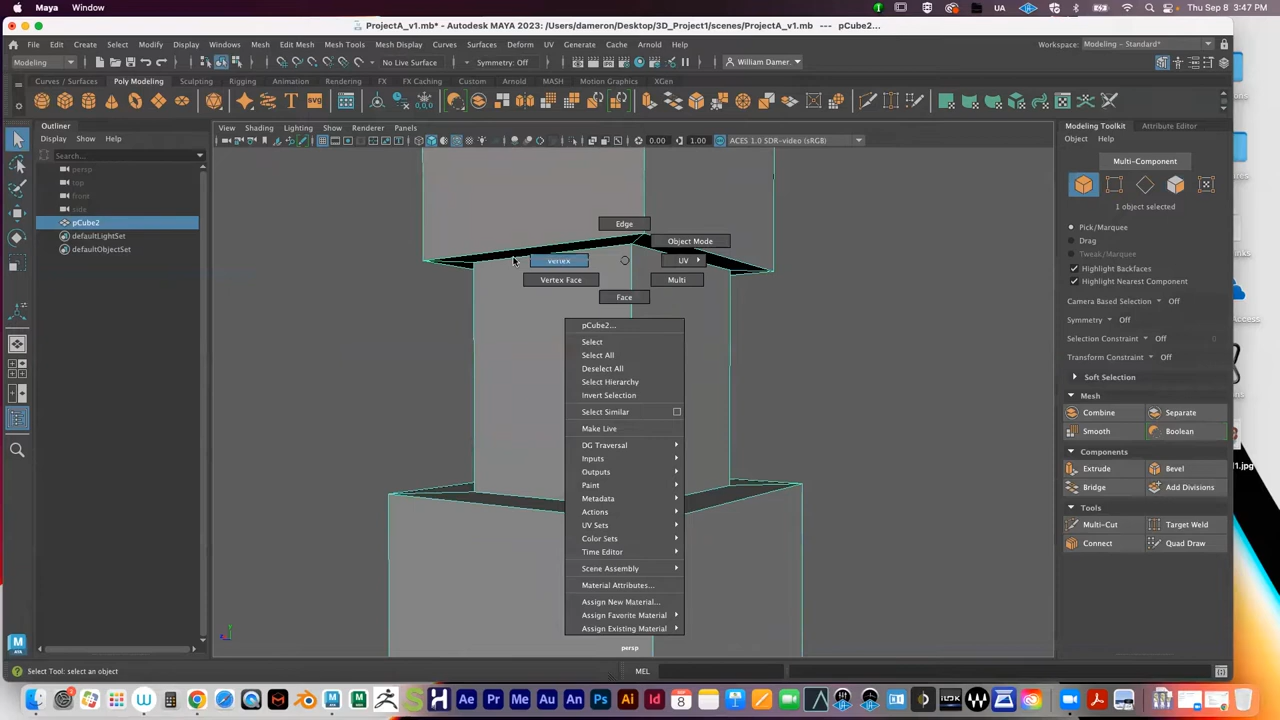 Maya Window UA Thu Sep 8 3:47 PM
ProjectA_v1.mb* - Autodesk MAYA 2023: /Users/dameron/Desktop/3D_Project1/scenes/ProjectA_v1.mb --- pCube2...
File Edit Create Select Modify Display Windows Mesh Edit Mesh Mesh Tools Mesh Display Curves Surfaces Deform UV Generate Cache Arnold Help Workspace: Modeling - Standard*
Modeling No Live Surface Symmetry: Off William Damer...
Curves / Surfaces Poly Modeling Sculpting Rigging Animation Rendering FX FX Caching Custom Arnold MASH Motion Graphics XGen
Outliner
Display Show Help
Search...
persp
top
front
side
pCube2
defaultLightSet
defaultObjectSet
View Shading Lighting Show Renderer Panels
0.00 1.00 ACES 1.0 SDR-video (sRGB)
Edge
Object Mode
Vertex UV
Vertex Face Multi
Face
pCube2...
Select
Select All
Deselect All
Select Hierarchy
Invert Selection
Select Similar
Make Live
DG Traversal
Inputs
Outputs
Paint
Metadata
Actions
UV Sets
Color Sets
Time Editor
Scene Assembly
Material Attributes...
Assign New Material...
Assign Favorite Material
Assign Existing Material
persp
Modeling Toolkit Attribute Editor
Object Help
Multi-Component
1 object selected
Pick/Marquee
Drag
Tweak/Marquee
Highlight Backfaces
Highlight Nearest Component
Camera Based Selection Off
Symmetry Off
Selection Constraint Off
Transform Constraint Off
Soft Selection
Mesh
Combine Separate
Smooth Boolean
Components
Extrude Bevel
Bridge Add Divisions
Tools
Multi-Cut Target Weld
Connect Quad Draw
Select Tool: select an object MEL